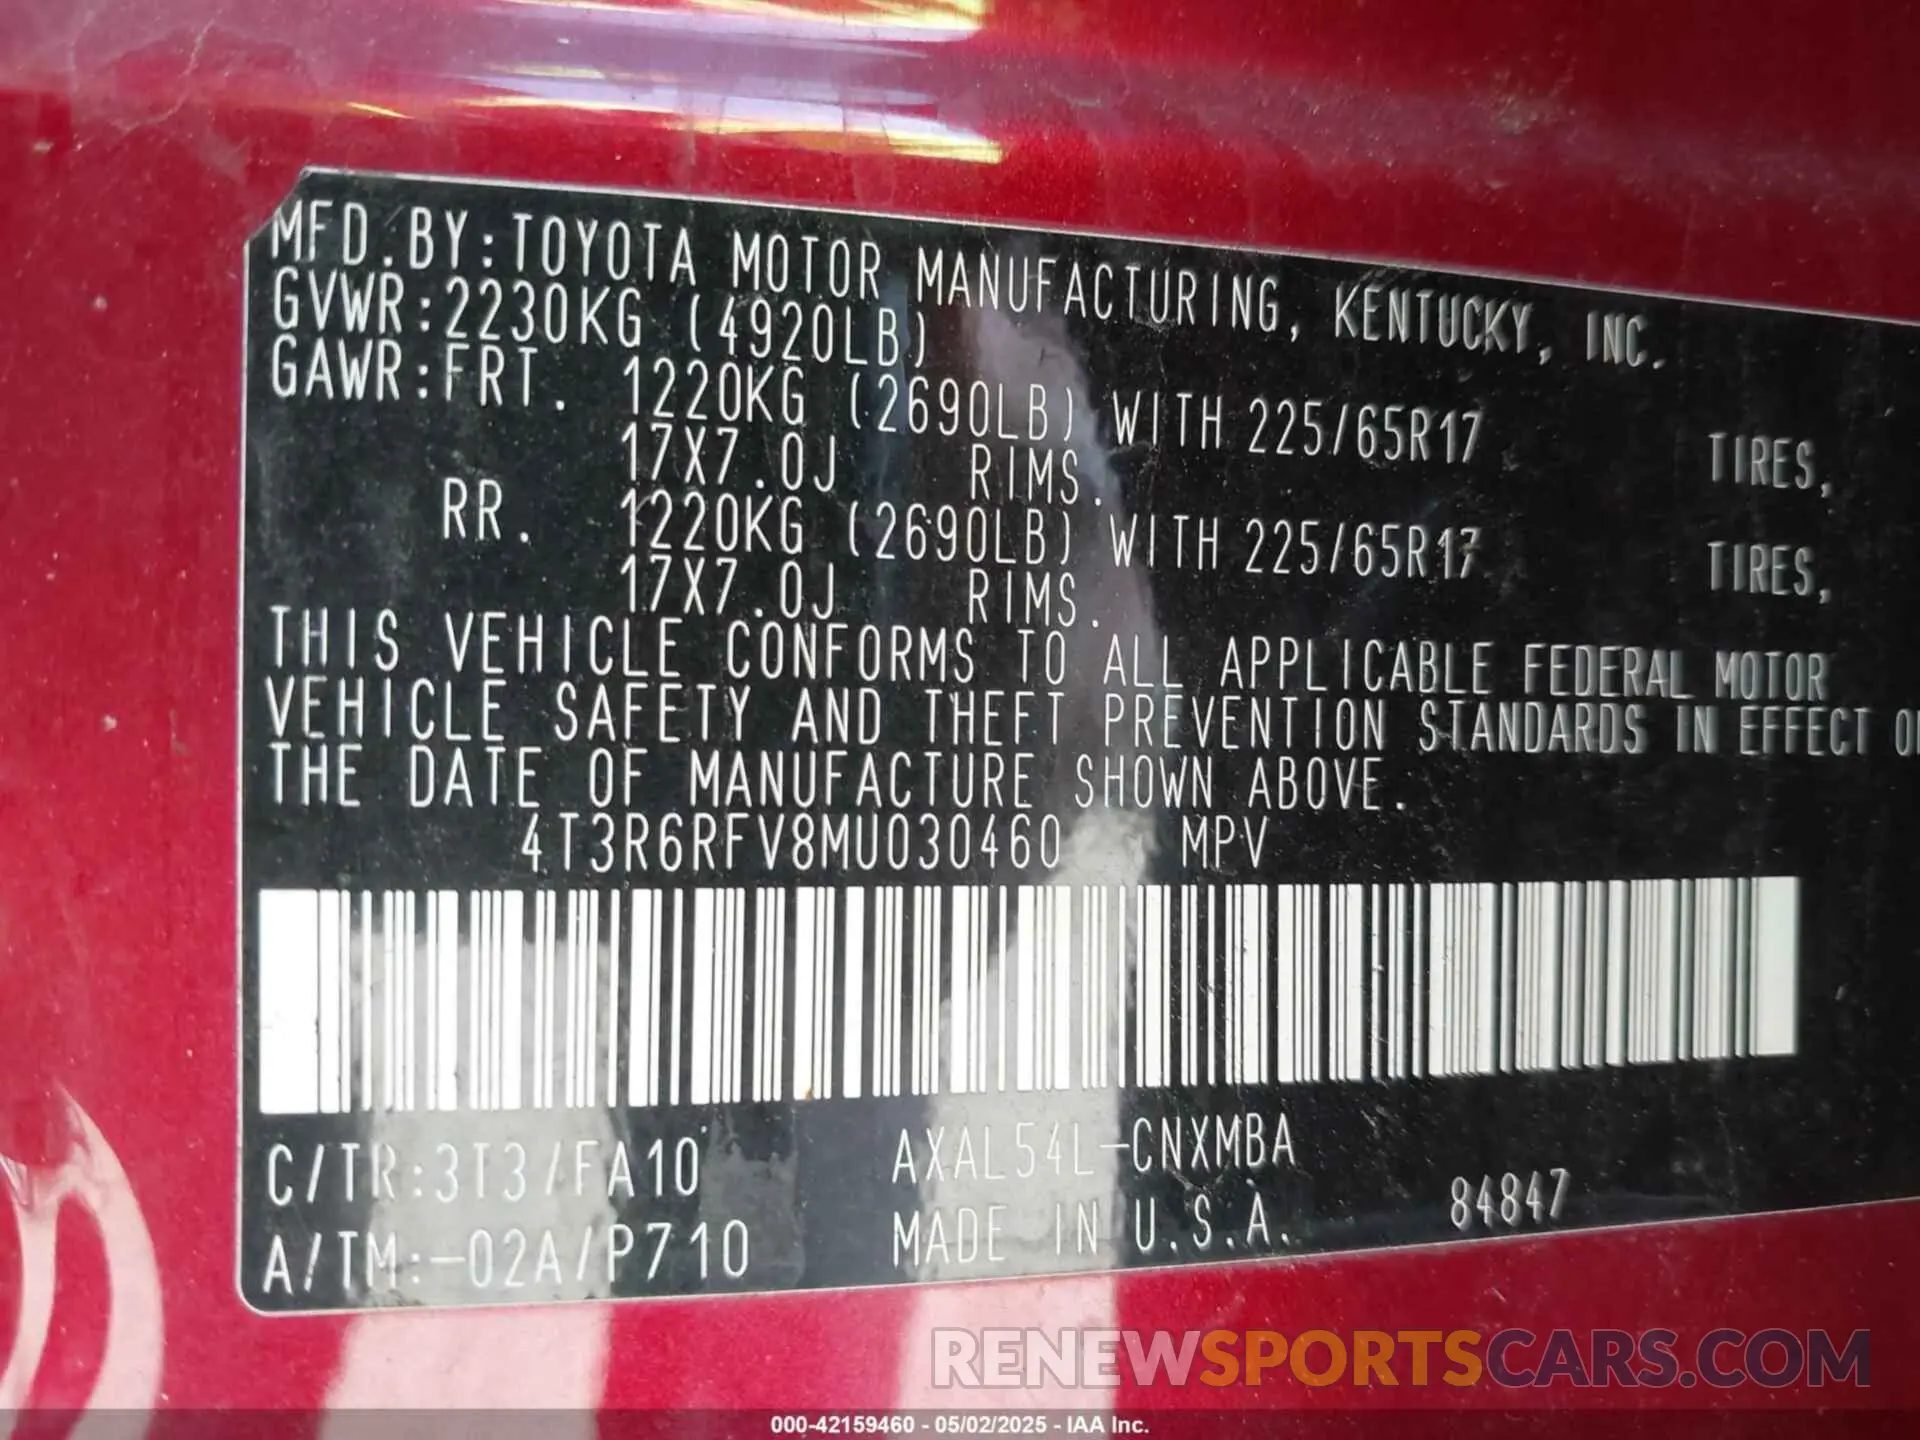 MFD.BY:TOYOTA MOTOR MANUFACTURING, KENTUCKY, INC.
GVWR:2230KG (4920LB)
GAWR:FRT. 1220KG (2690LB) WITH 225/65R17 TIRES,
17X7.0J RIMS.
RR. 1220KG (2690LB) WITH 225/65R17 TIRES,
17X7.0J RIMS.
THIS VEHICLE CONFORMS TO ALL APPLICABLE FEDERAL MOTOR
VEHICLE SAFETY AND THEFT PREVENTION STANDARDS IN EFFECT
THE DATE OF MANUFACTURE SHOWN ABOVE.
4T3R6RFV8MU030460 MPV
C/TR:3T3/FA10 AXAL54L-CNXMBA
A/TM:-02A/P710 MADE IN U.S.A. 84847
RENEWSPORTSCARS.COM
000-42159460 - 05/02/2025 - IAA Inc.